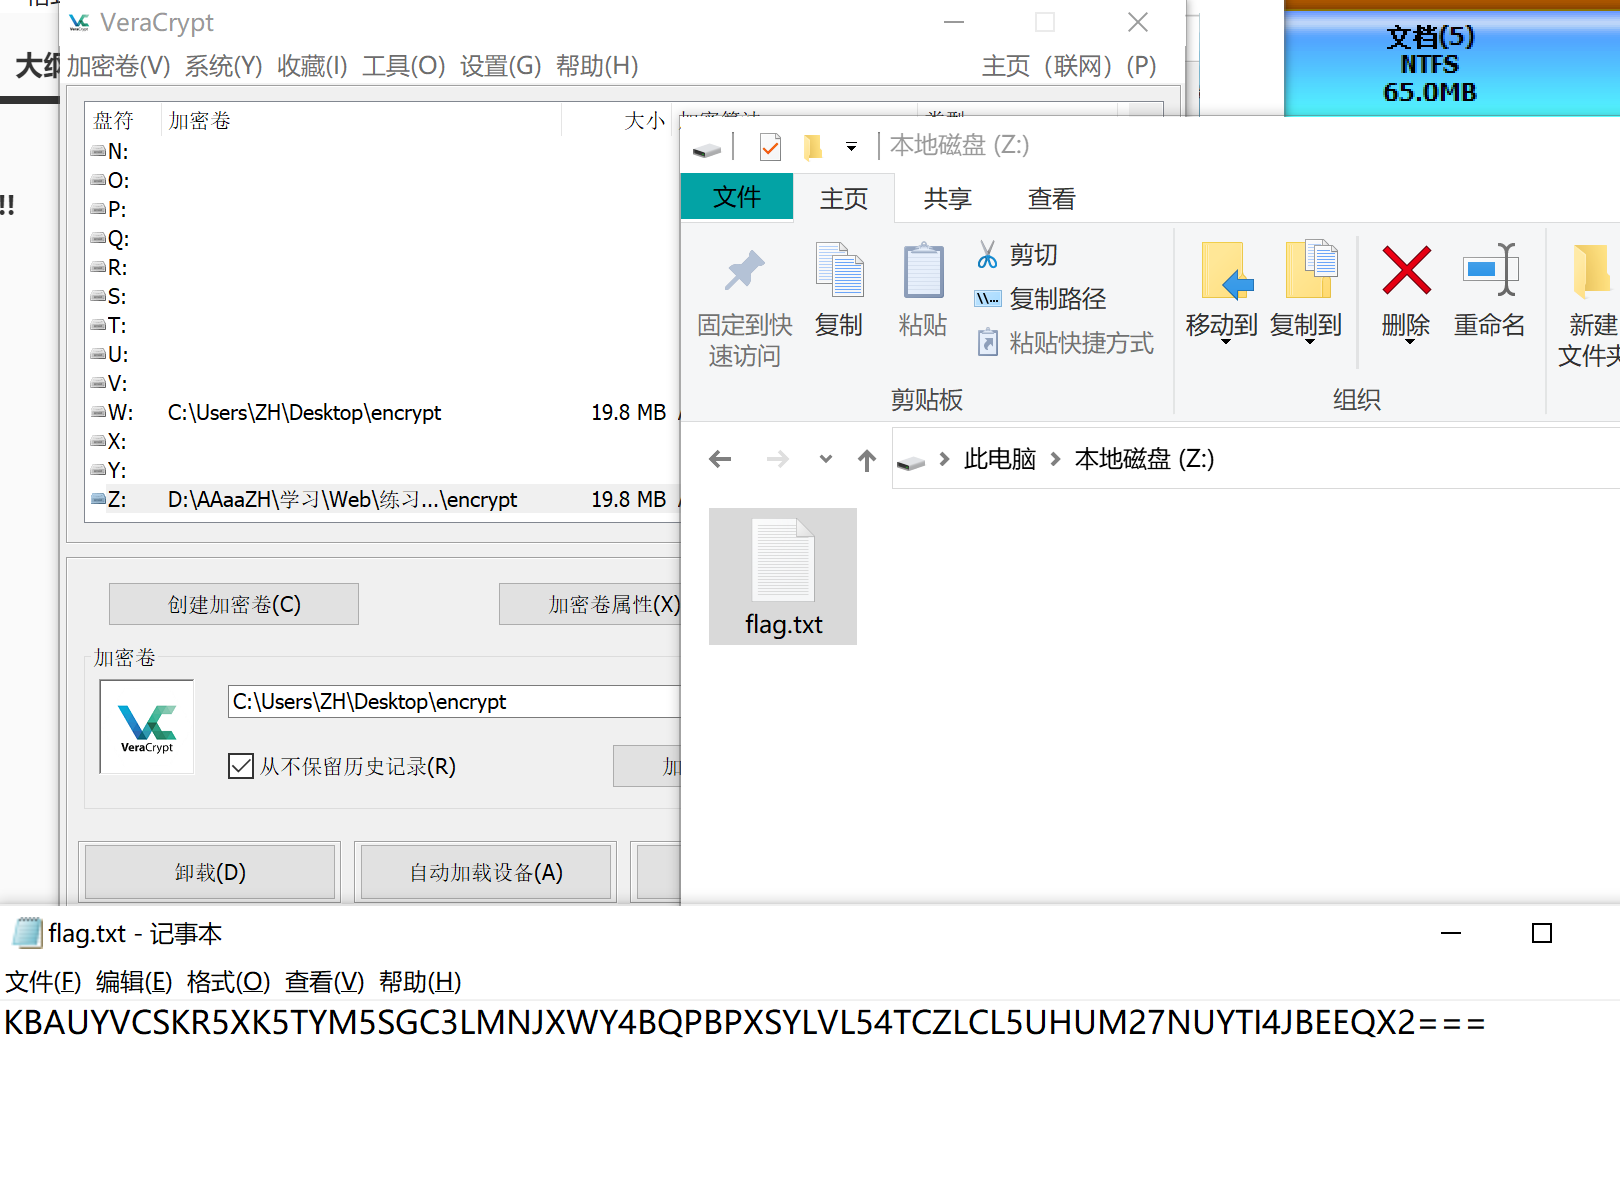 VeraCrypt
加密卷(V) 系统(Y) 收藏(I) 工具(O) 设置(G) 帮助(H) 主页（联网）(P)
大纲
!!
文档(5)
NTFS
65.0MB
盘符 加密卷 大小
N:
O:
P:
Q:
R:
S:
T:
U:
V:
W: C:\Users\ZH\Desktop\encrypt 19.8 MB
X:
Y:
Z: D:\AAaaZH\学习\Web\练习...\encrypt 19.8 MB
创建加密卷(C) 加密卷属性(X)
加密卷
VeraCrypt
C:\Users\ZH\Desktop\encrypt
从不保留历史记录(R) 加
卸载(D) 自动加载设备(A)
本地磁盘 (Z:)
文件 主页 共享 查看
固定到快
速访问
复制
粘贴
剪切
复制路径
粘贴快捷方式
剪贴板
移动到 复制到 删除 重命名
组织
新建
文件夹
此电脑 本地磁盘 (Z:)
flag.txt
flag.txt - 记事本
文件(F) 编辑(E) 格式(O) 查看(V) 帮助(H)
KBAUYVCSKR5XK5TYM5SGC3LMNJXWY4BQPBPXSYLVL54TCZLCL5UHUM27NUYTI4JBEEQX2===